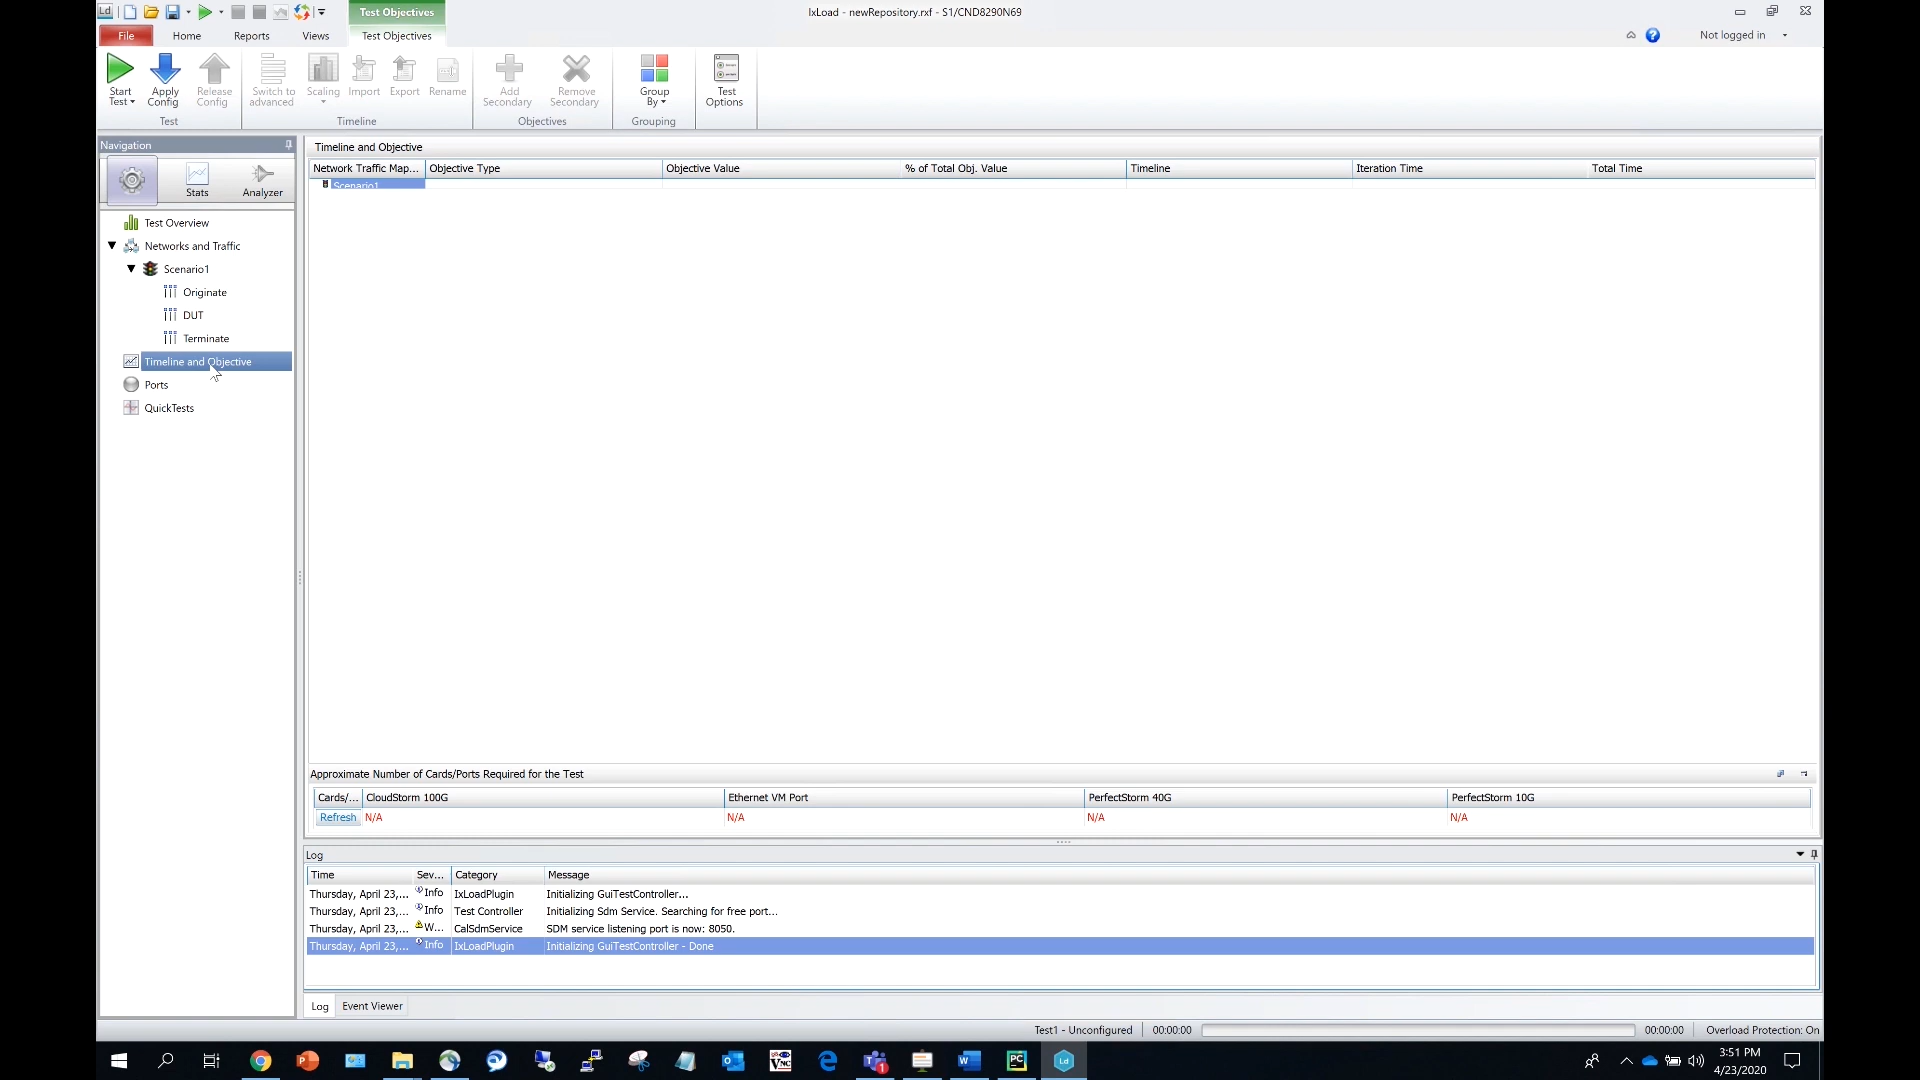 Ld
Test Objectives
IxLoad - newRepository.rxf - S1/CND8290N69
File
Home
Reports
Views
Test Objectives
Not logged in
Start Test
Apply Config
Release Config
Switch to advanced
Scaling
Import
Export
Rename
Add Secondary
Remove Secondary
Group By
Test Options
Test
Timeline
Objectives
Grouping
Navigation
Stats
Analyzer
Test Overview
Networks and Traffic
Scenario1
Originate
DUT
Terminate
Timeline and Objective
Ports
QuickTests
Timeline and Objective
Network Traffic Map... Objective Type Objective Value % of Total Obj. Value Timeline Iteration Time Total Time
Scenario1
Approximate Number of Cards/Ports Required for the Test
Cards/... CloudStorm 100G Ethernet VM Port PerfectStorm 40G PerfectStorm 10G
Refresh N/A N/A N/A N/A
Log
Time Sev... Category Message
Thursday, April 23,... Info IxLoadPlugin Initializing GuiTestController...
Thursday, April 23,... Info Test Controller Initializing Sdm Service. Searching for free port...
Thursday, April 23,... W... CalSdmService SDM service listening port is now: 8050.
Thursday, April 23,... Info IxLoadPlugin Initializing GuiTestController - Done
Log Event Viewer
Test1 - Unconfigured 00:00:00 00:00:00 Overload Protection: On
3:51 PM
4/23/2020